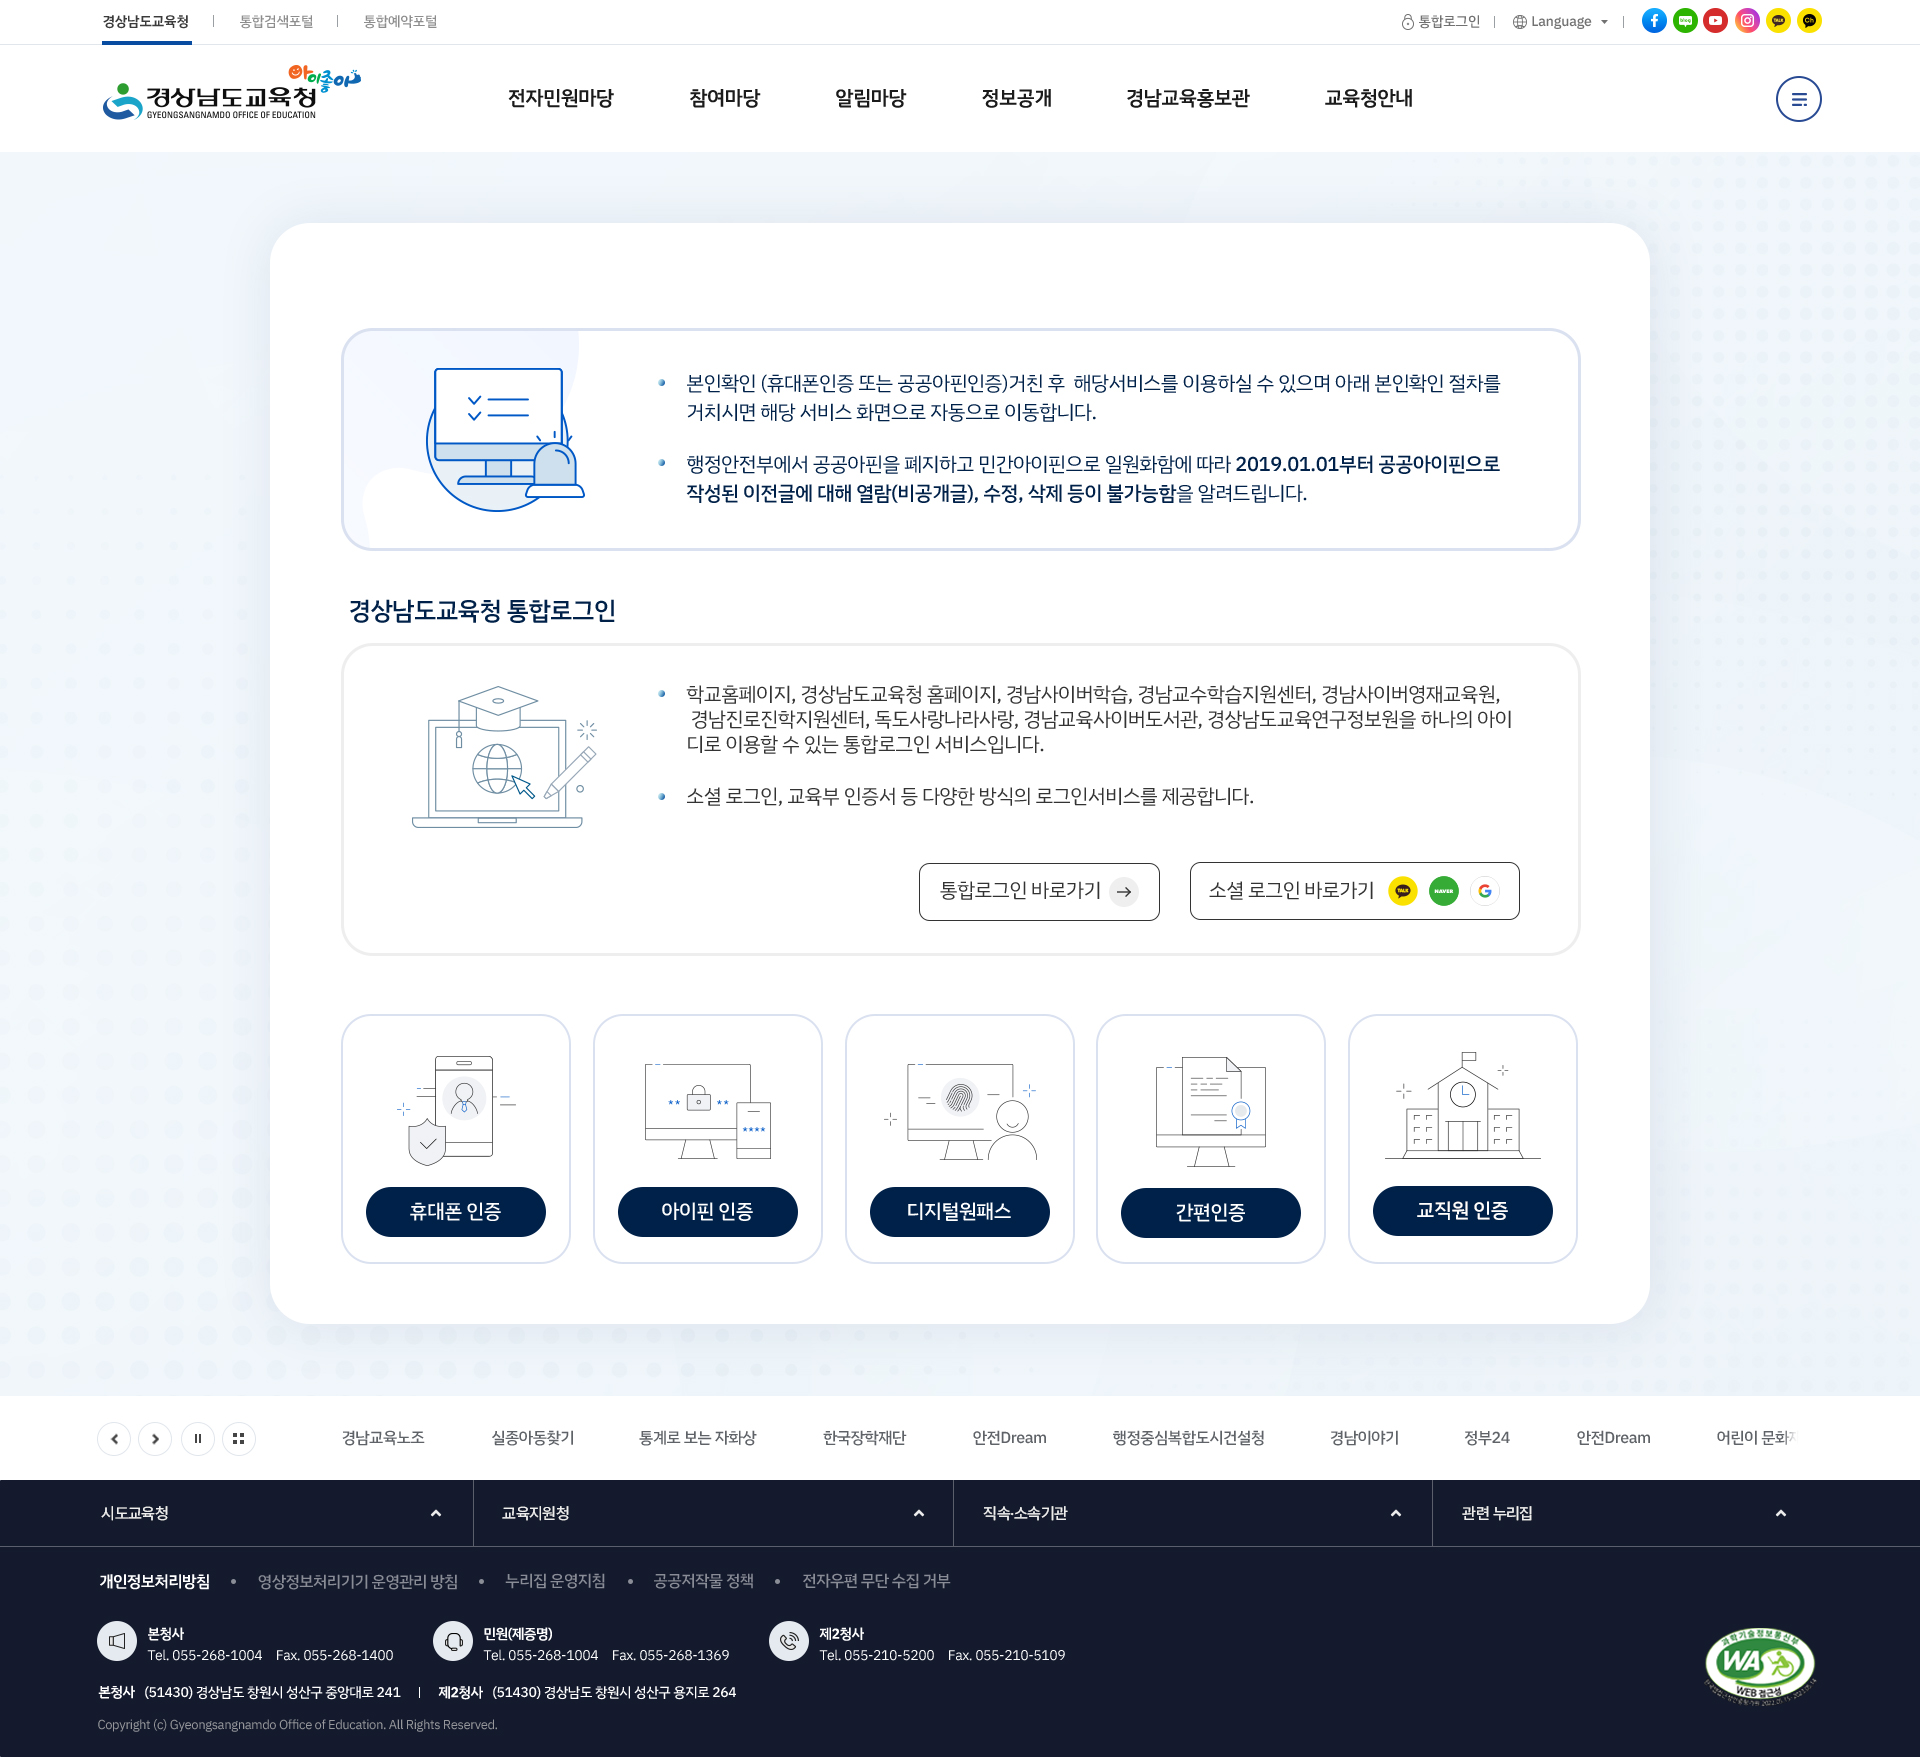 경상남도교육청 | 통합검색포털 | 통합예약포털
통합로그인 | Language
blog TALK Ch
아이좋아
경상남도교육청
GYEONGSANGNAMDO OFFICE OF EDUCATION
전자민원마당 참여마당 알림마당 정보공개 경남교육홍보관 교육청안내
본인확인 (휴대폰인증 또는 공공아핀인증)거친 후 해당서비스를 이용하실 수 있으며 아래 본인확인 절차를
거치시면 해당 서비스 화면으로 자동으로 이동합니다.
행정안전부에서 공공아핀을 폐지하고 민간아이핀으로 일원화함에 따라 2019.01.01부터 공공아이핀으로
작성된 이전글에 대해 열람(비공개글), 수정, 삭제 등이 불가능함을 알려드립니다.
경상남도교육청 통합로그인
학교홈페이지, 경상남도교육청 홈페이지, 경남사이버학습, 경남교수학습지원센터, 경남사이버영재교육원,
경남진로진학지원센터, 독도사랑나라사랑, 경남교육사이버도서관, 경상남도교육연구정보원을 하나의 아이
디로 이용할 수 있는 통합로그인 서비스입니다.
소셜 로그인, 교육부 인증서 등 다양한 방식의 로그인서비스를 제공합니다.
통합로그인 바로가기
소셜 로그인 바로가기 TALK NAVER G
휴대폰 인증
아이핀 인증
디지털원패스
간편인증
교직원 인증
경남교육노조 실종아동찾기 통계로 보는 자화상 한국장학재단 안전Dream 행정중심복합도시건설청 경남이야기 정부24 안전Dream 어린이 문화
시도교육청 교육지원청 직속·소속기관 관련 누리집
개인정보처리방침 • 영상정보처리기기 운영관리 방침 • 누리집 운영지침 • 공공저작물 정책 • 전자우편 무단 수집 거부
본청사
Tel. 055-268-1004 Fax. 055-268-1400
민원(제증명)
Tel. 055-268-1004 Fax. 055-268-1369
제2청사
Tel. 055-210-5200 Fax. 055-210-5109
본청사 (51430) 경상남도 창원시 성산구 중앙대로 241 | 제2청사 (51430) 경상남도 창원시 성산구 용지로 264
Copyright (c) Gyeongsangnamdo Office of Education. All Rights Reserved.
과학기술정보통신부
WA
WEB 접근성